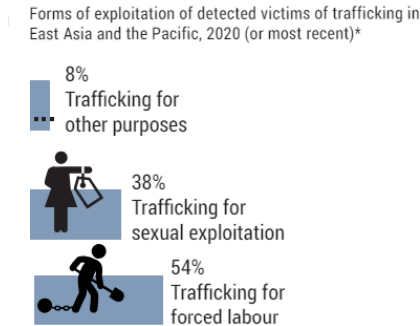 Forms of exploitation of detected victims of trafficking in
East Asia and the Pacific, 2020 (or most recent)*
8%
Trafficking for
other purposes
38%
Trafficking for
sexual exploitation
54%
Trafficking for
forced labour